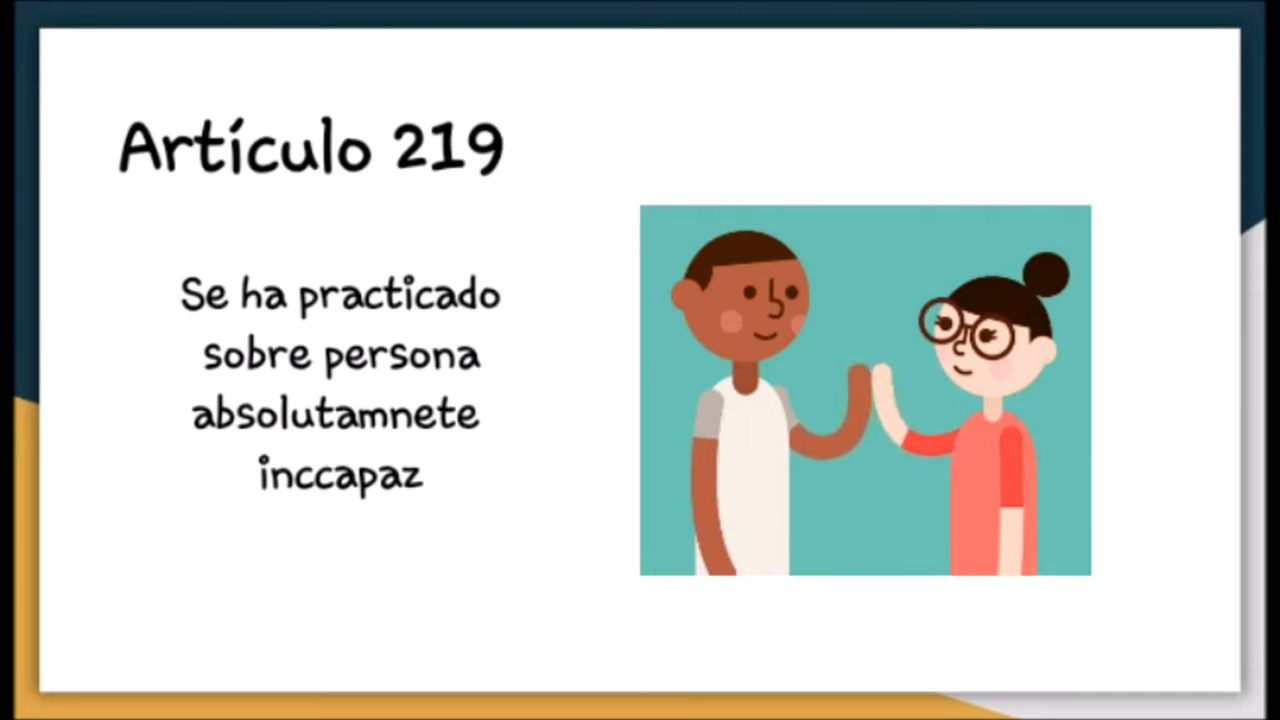 Artículo 219
Se ha practicado
sobre persona
absolutamnete
inccapaz